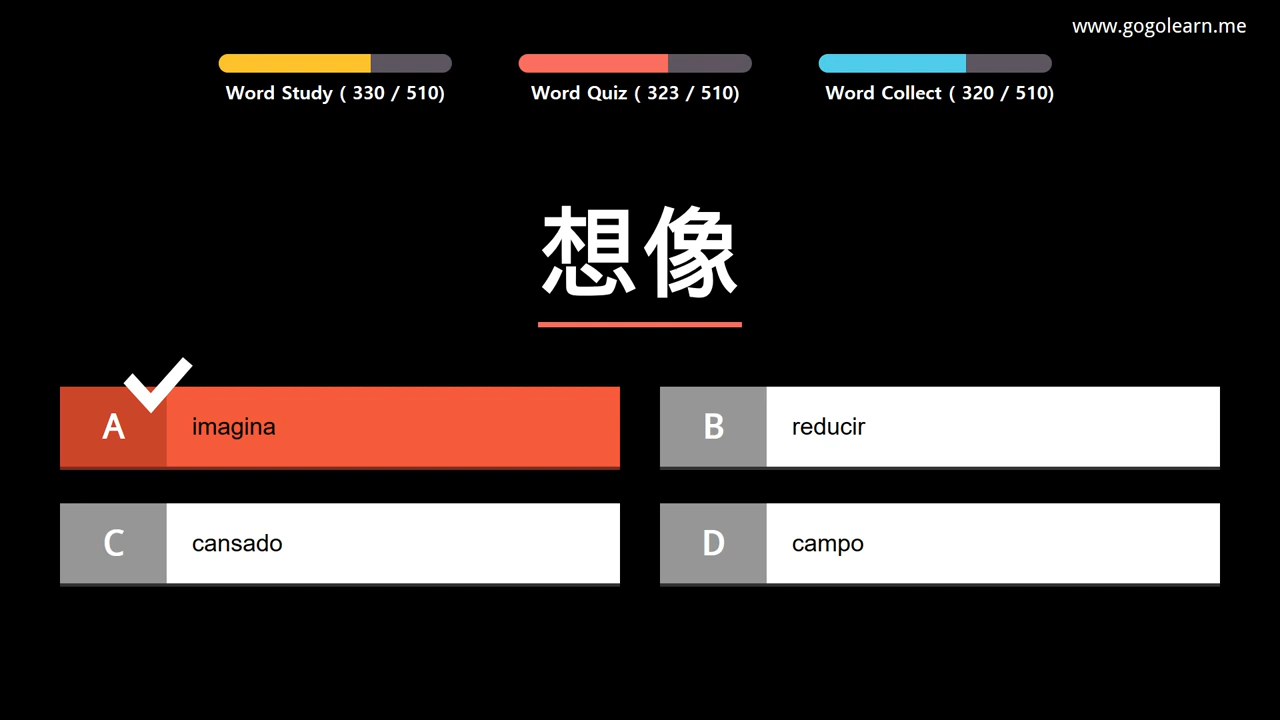 www.gogolearn.me
Word Study ( 330 / 510)
Word Quiz ( 323 / 510)
Word Collect ( 320 / 510)
想像
A imagina
B reducir
C cansado
D campo